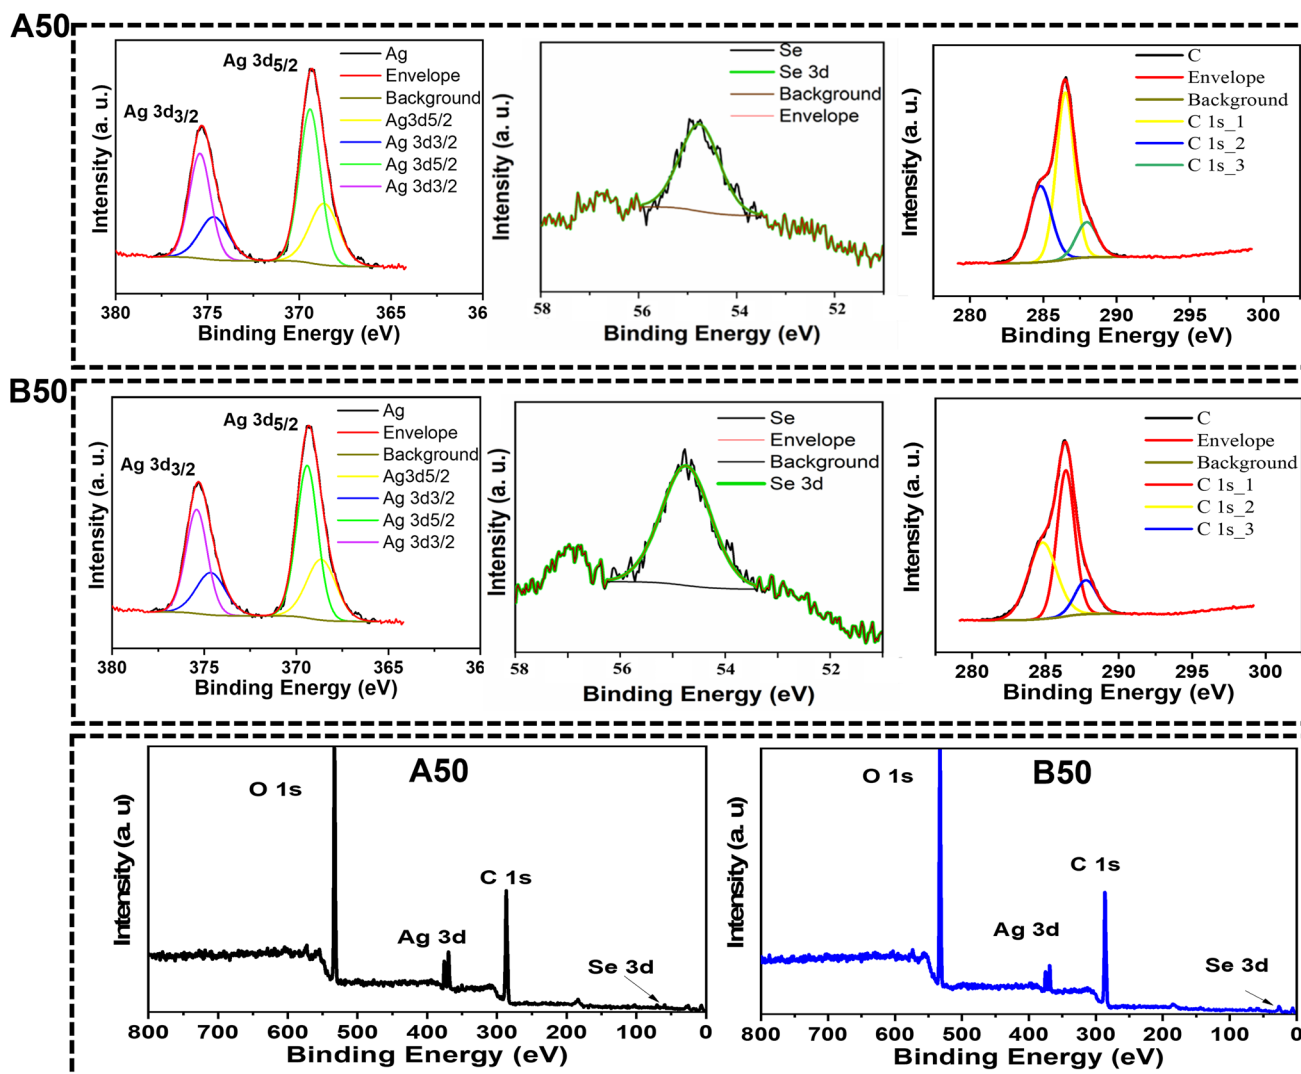 A50
Intensity (a. u.)
Ag 3d3/2
Ag 3d5/2
Ag
Envelope
Background
Ag3d5/2
Ag 3d3/2
Ag 3d5/2
Ag 3d3/2
380 375 370 365 36
Binding Energy (eV)
Intensity (a. u.)
Se
Se 3d
Background
Envelope
58 56 54 52
Binding Energy (eV)
Intensity (a. u.)
C
Envelope
Background
C 1s_1
C 1s_2
C 1s_3
280 285 290 295 300
Binding Energy (eV)
B50
Intensity (a. u.)
Ag 3d3/2
Ag 3d5/2
Ag
Envelope
Background
Ag3d5/2
Ag 3d3/2
Ag 3d5/2
Ag 3d3/2
380 375 370 365 36
Binding Energy (eV)
Intensity (a. u.)
Se
Envelope
Background
Se 3d
58 56 54 52
Binding Energy (eV)
Intensity (a. u.)
C
Envelope
Background
C 1s_1
C 1s_2
C 1s_3
280 285 290 295 300
Binding Energy (eV)
A50
Intensity (a. u)
O 1s
Ag 3d
C 1s
Se 3d
800 700 600 500 400 300 200 100 0
Binding Energy (eV)
B50
Intensity (a. u)
O 1s
Ag 3d
C 1s
Se 3d
800 700 600 500 400 300 200 100 0
Binding Energy (eV)